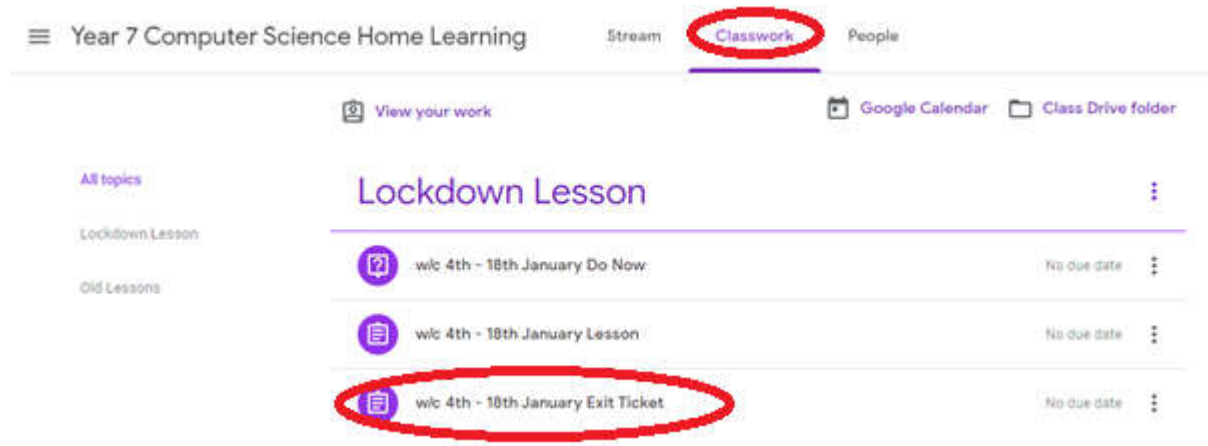 Year 7 Computer Science Home Learning Stream Classwork People
View your work Google Calendar Class Drive folder
All topics
Lockdown Lesson
Lockdown Lesson
Old Lessons
w/c 4th - 18th January Do Now No due date
w/c 4th - 18th January Lesson No due date
w/c 4th - 18th January Exit Ticket No due date